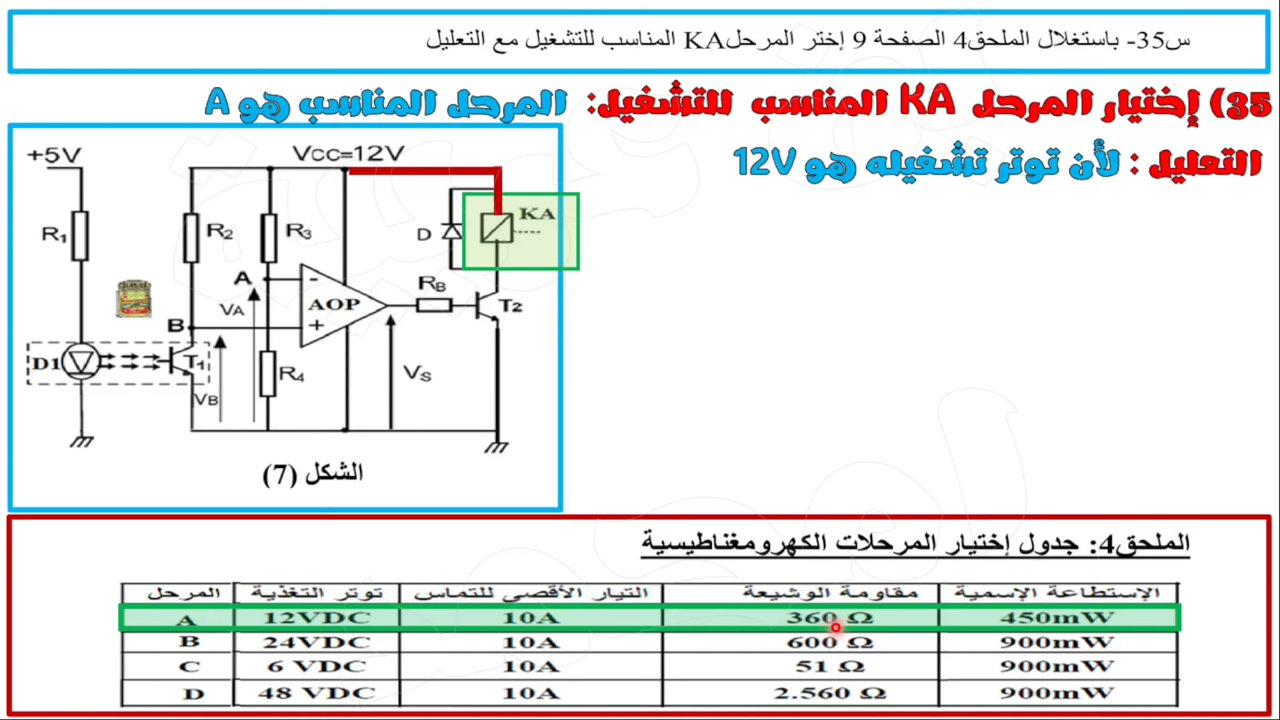 س35- باستغلال الملحق4 الصفحة 9 إختر المرحلKA المناسب للتشغيل مع التعليل
35) إختيار المرحل KA المناسب للتشغيل: المرحل المناسب هو A
التعليل : لأن توتر تشغيله هو 12V
+5V
VCC=12V
R1
R2
R3
D
KA
A
RB
AOP
-
+
T2
VA
B
D1
T1
R4
VS
VB
الشكل (7)
الملحق4: جدول إختيار المرحلات الكهرومغناطيسية
المرحل توتر التغذية التيار الأقصي للتماس مقاومة الوشيعة الإستطاعة الإسمية
A 12VDC 10A 360 Ω 450mW
B 24VDC 10A 600 Ω 900mW
C 6 VDC 10A 51 Ω 900mW
D 48 VDC 10A 2.560 Ω 900mW